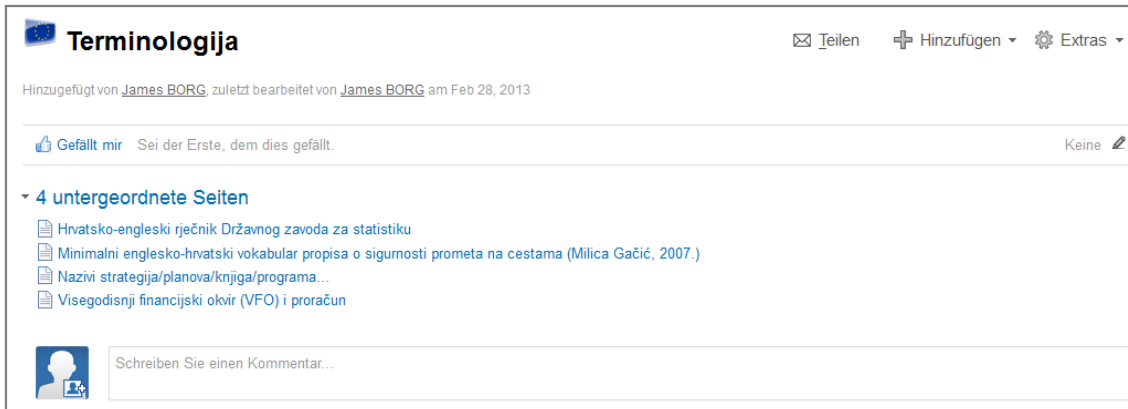 Terminologija
Teilen Hinzufügen Extras
Hinzugefügt von James BORG, zuletzt bearbeitet von James BORG am Feb 28, 2013
Gefällt mir Sei der Erste, dem dies gefällt. Keine
4 untergeordnete Seiten
Hrvatsko-engleski rječnik Državnog zavoda za statistiku
Minimalni englesko-hrvatski vokabular propisa o sigurnosti prometa na cestama (Milica Gačić, 2007.)
Nazivi strategija/planova/knjiga/programa...
Visegodisnji financijski okvir (VFO) i proračun
Schreiben Sie einen Kommentar...